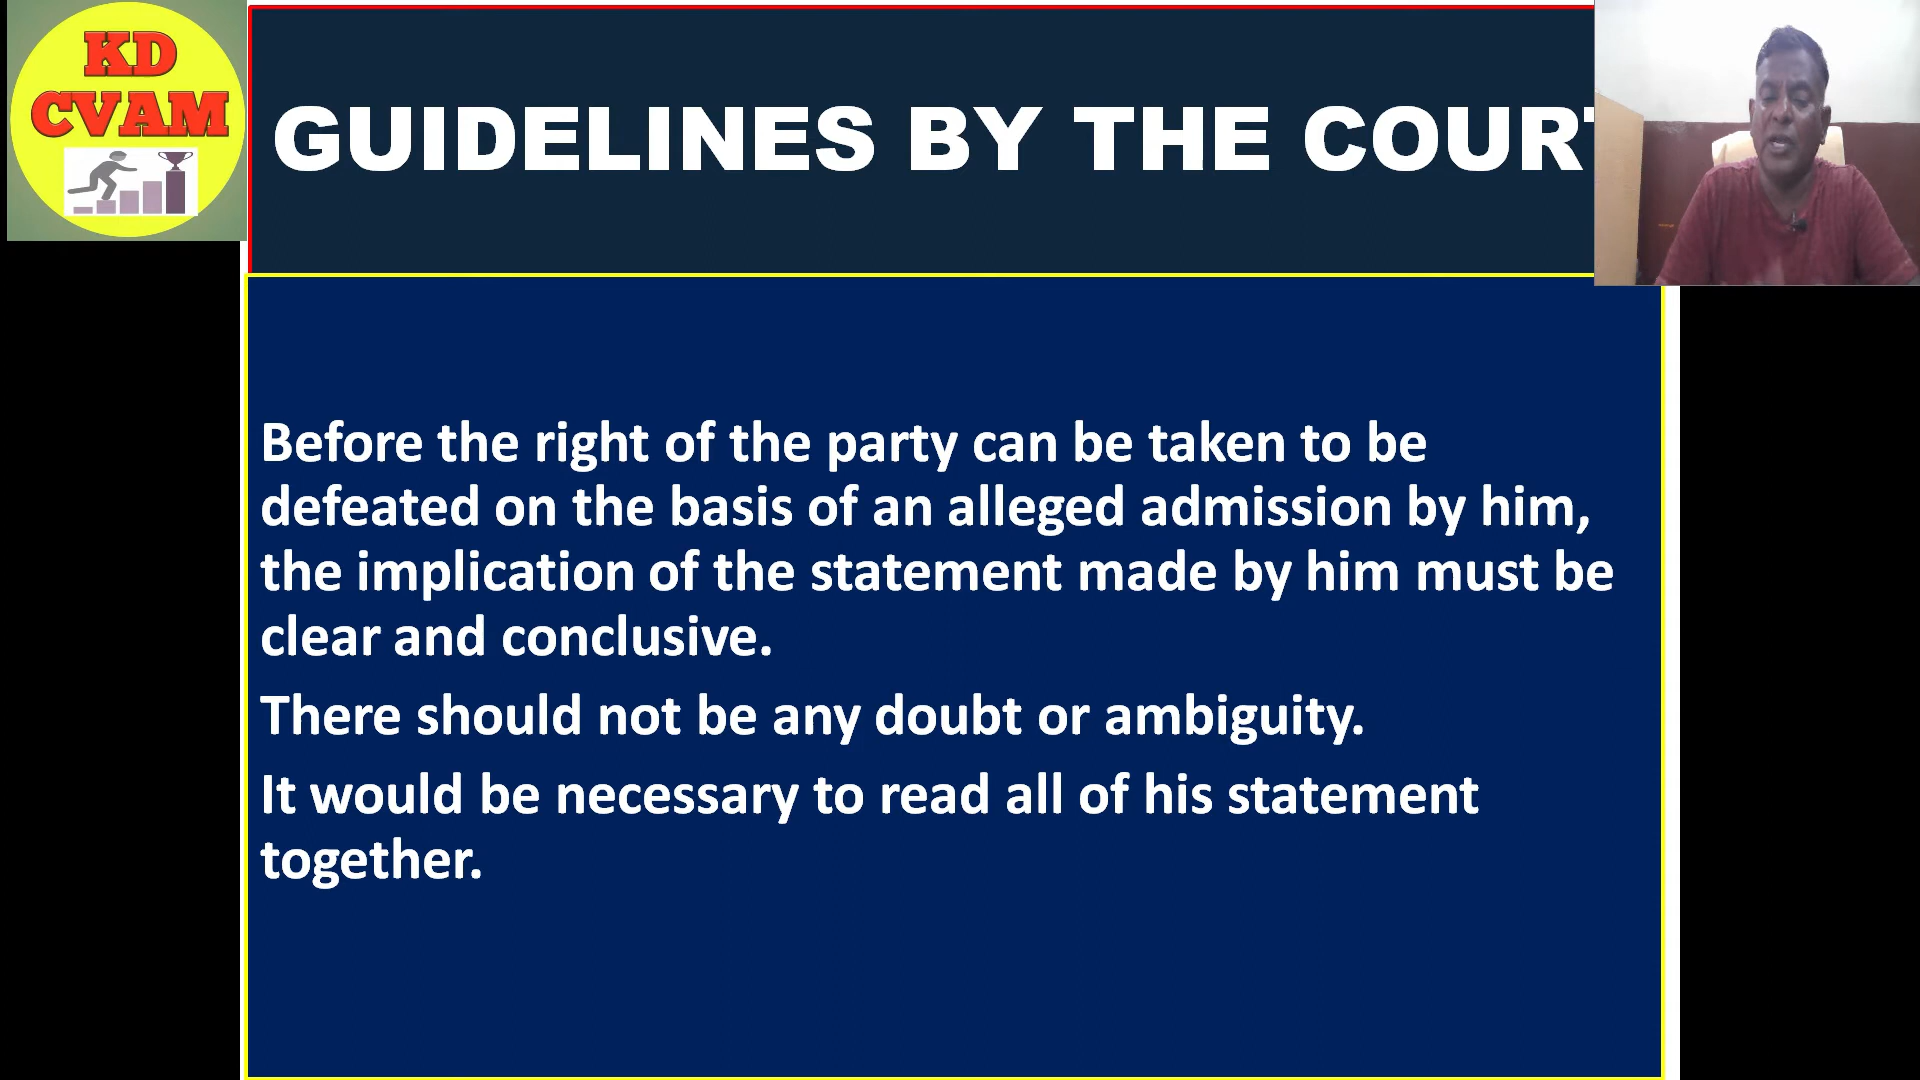 KD
CVAM
GUIDELINES BY THE COURT
Before the right of the party can be taken to be
defeated on the basis of an alleged admission by him,
the implication of the statement made by him must be
clear and conclusive.
There should not be any doubt or ambiguity.
It would be necessary to read all of his statement
together.